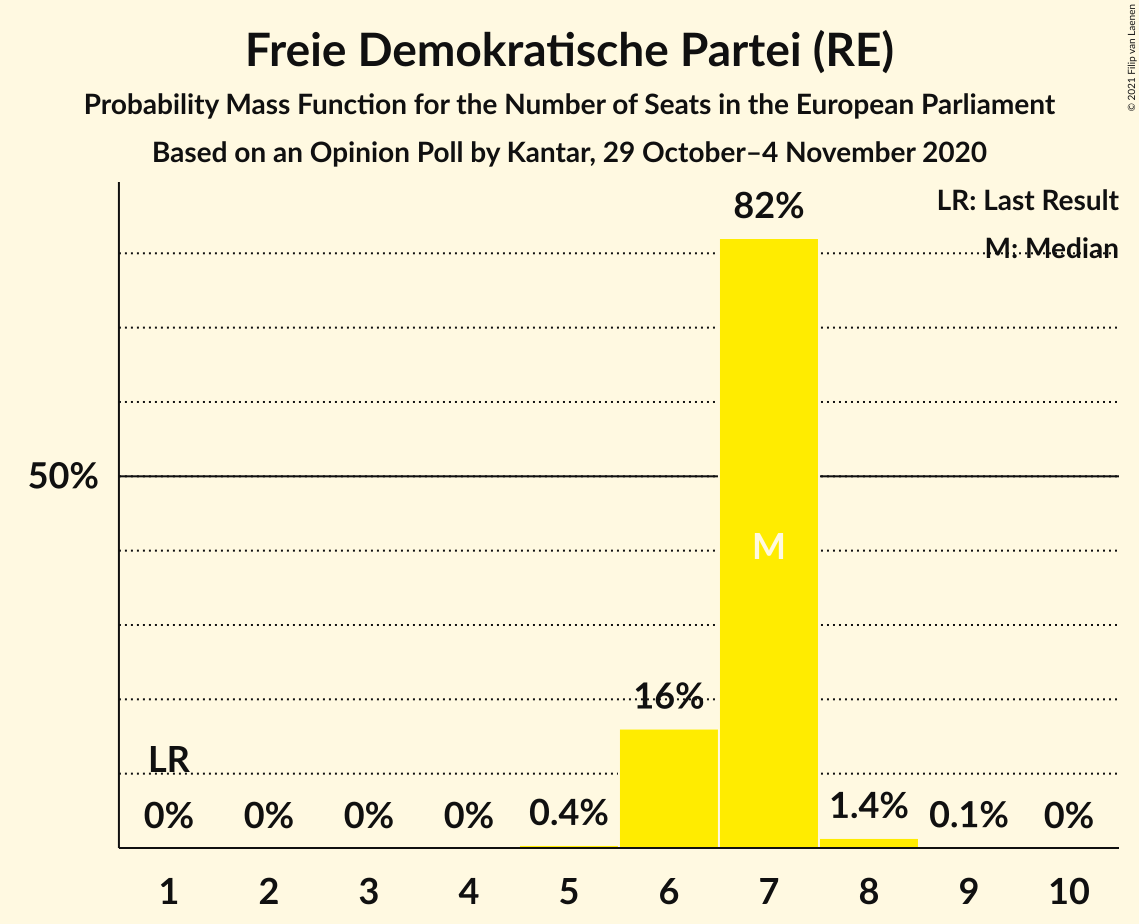 Freie Demokratische Partei (RE)
Probability Mass Function for the Number of Seats in the European Parliament
Based on an Opinion Poll by Kantar, 29 October–4 November 2020
© 2021 Filip van Laenen
LR: Last Result
M: Median
82%
50%
M
16%
LR
0% 0% 0% 0% 0.4% 1.4% 0.1% 0%
1 2 3 4 5 6 7 8 9 10